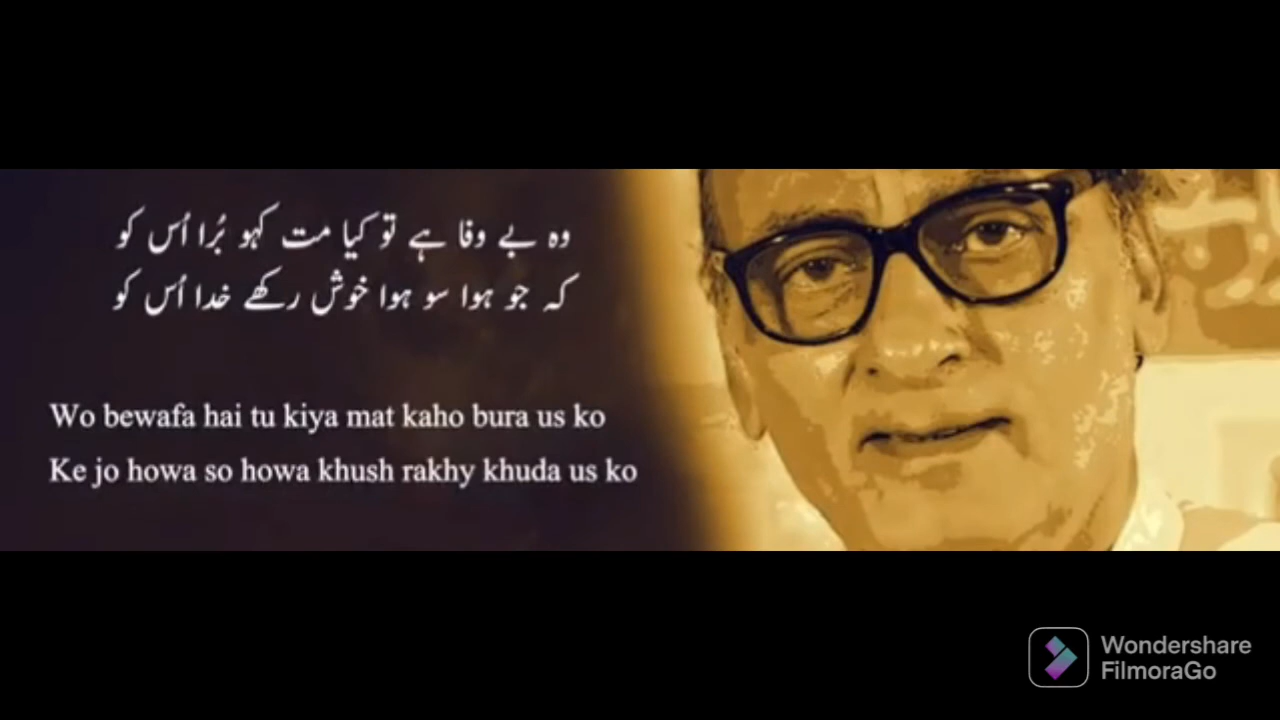 وہ بے وفا ہے تو کیا مت کہو بُرا اُس کو
کہ جو ہوا سو ہوا خوش رکھے خدا اُس کو
Wo bewafa hai tu kiya mat kaho bura us ko
Ke jo howa so howa khush rakhy khuda us ko
Wondershare
FilmoraGo